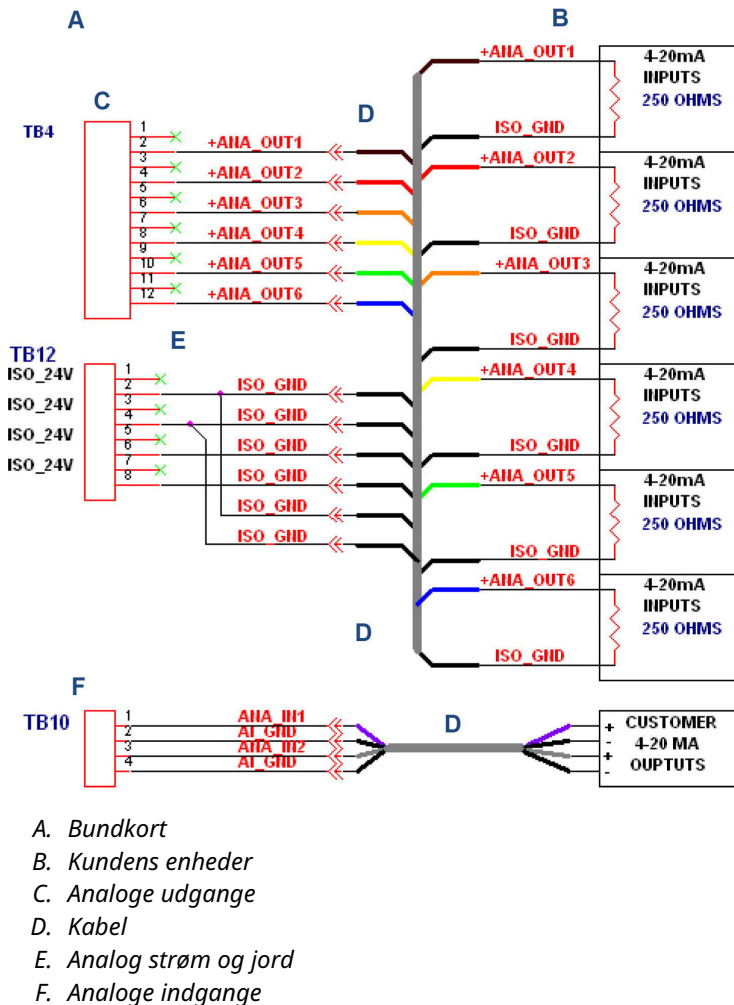 A
B
C
D
TB4
1
2
3
4
5
6
7
8
9
10
11
12
+ANA_OUT1
+ANA_OUT2
+ANA_OUT3
+ANA_OUT4
+ANA_OUT5
+ANA_OUT6
+ANA_OUT1
ISO_GND
+ANA_OUT2
ISO_GND
+ANA_OUT3
ISO_GND
+ANA_OUT4
ISO_GND
+ANA_OUT5
ISO_GND
+ANA_OUT6
ISO_GND
4-20mA
INPUTS
250 OHMS
4-20mA
INPUTS
250 OHMS
4-20mA
INPUTS
250 OHMS
4-20mA
INPUTS
250 OHMS
4-20mA
INPUTS
250 OHMS
4-20mA
INPUTS
250 OHMS
E
TB12
ISO_24V
ISO_24V
ISO_24V
ISO_24V
1
2
3
4
5
6
7
8
ISO_GND
ISO_GND
ISO_GND
ISO_GND
ISO_GND
ISO_GND
D
F
TB10
1
2
3
4
ANA_IN1
AI_GND
ANA_IN2
AI_GND
D
+
-
+
-
CUSTOMER
4-20 MA
OUPTUTS
A. Bundkort
B. Kundens enheder
C. Analoge udgange
D. Kabel
E. Analog strøm og jord
F. Analoge indgange